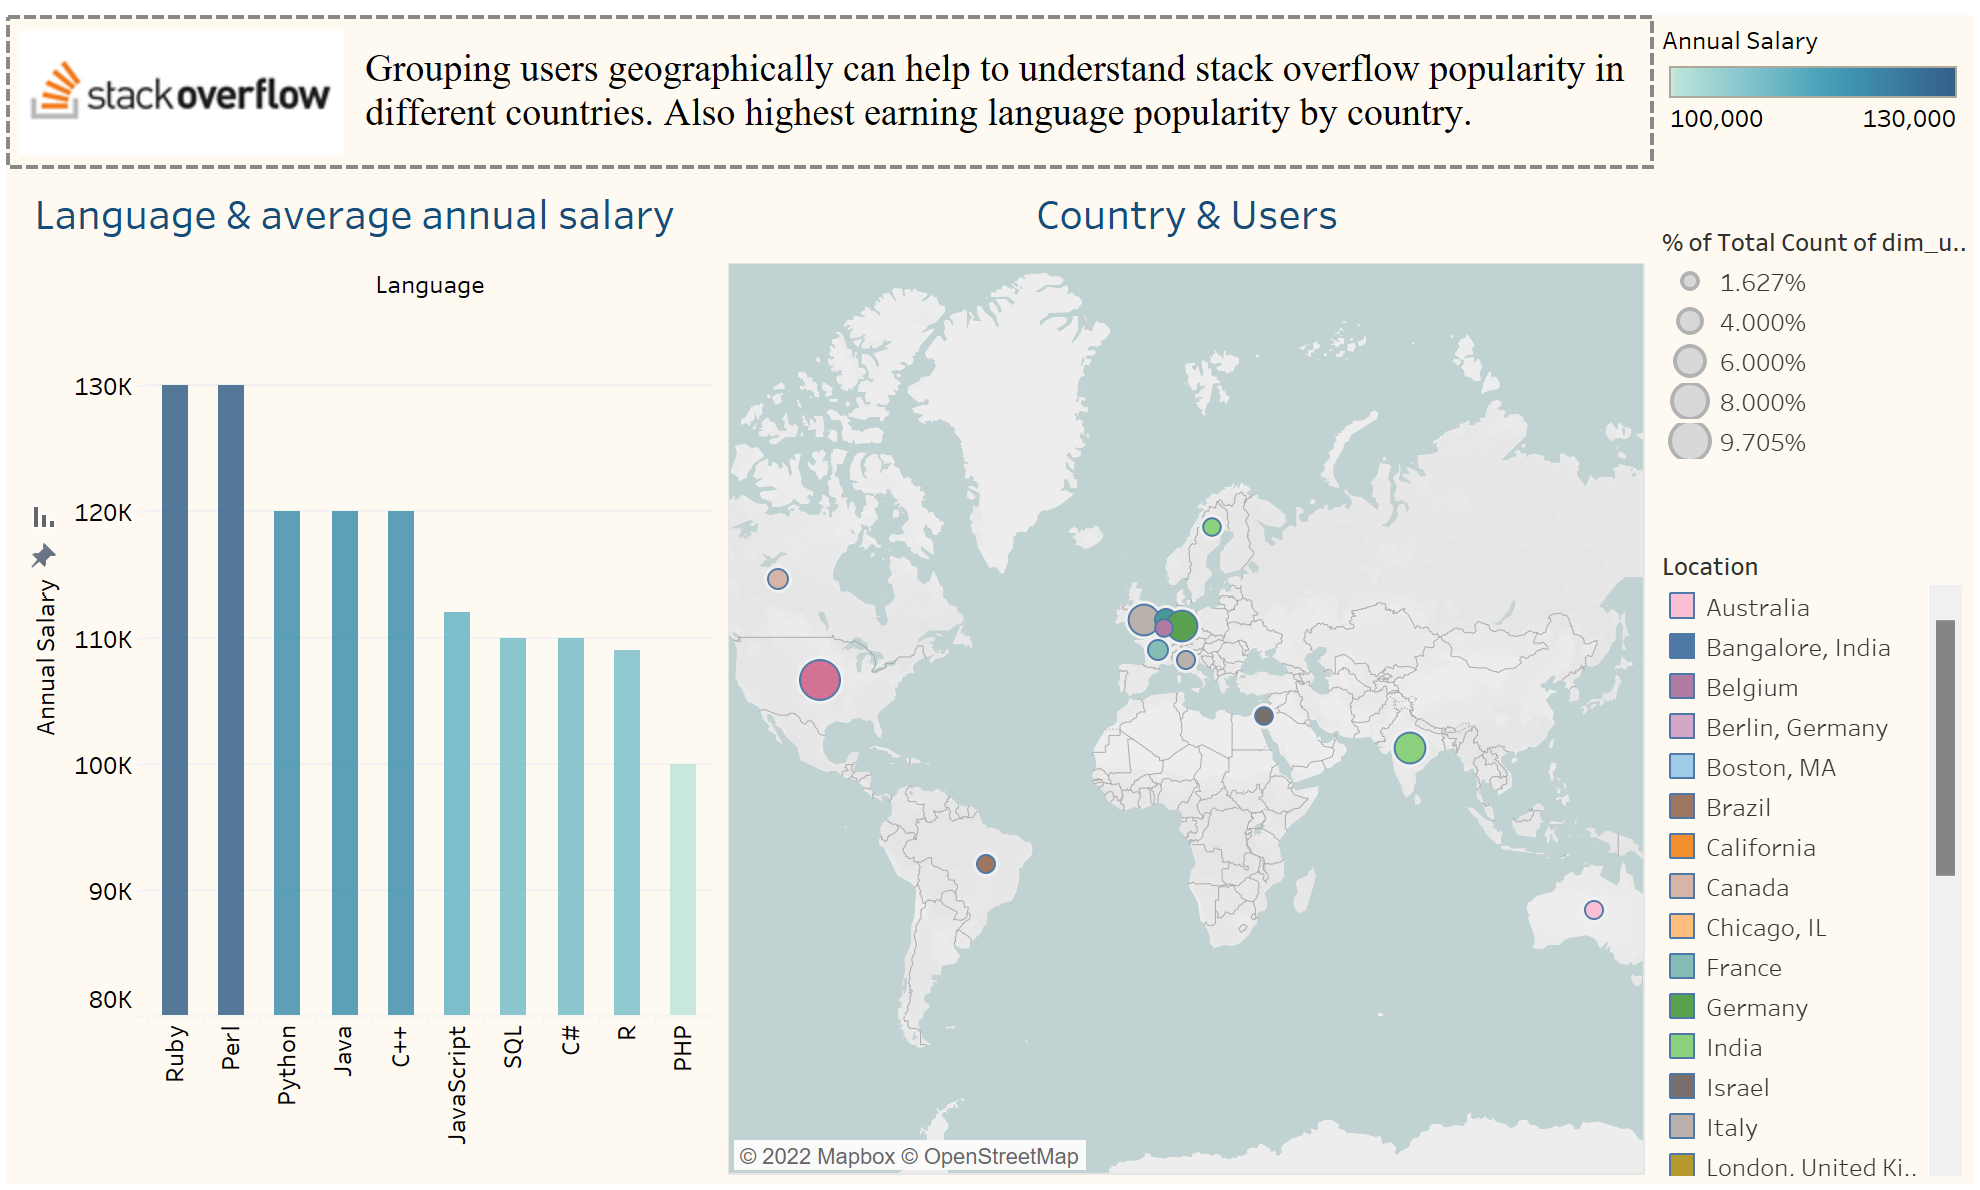 stackoverflow
Grouping users geographically can help to understand stack overflow popularity in
different countries. Also highest earning language popularity by country.
Annual Salary
100,000 130,000
Language & average annual salary
Language
Annual Salary
130K
120K
110K
100K
90K
80K
Ruby
Perl
Python
Java
C++
JavaScript
SQL
C#
R
PHP
Country & Users
© 2022 Mapbox © OpenStreetMap
% of Total Count of dim_u..
1.627%
4.000%
6.000%
8.000%
9.705%
Location
Australia
Bangalore, India
Belgium
Berlin, Germany
Boston, MA
Brazil
California
Canada
Chicago, IL
France
Germany
India
Israel
Italy
London, United Ki..